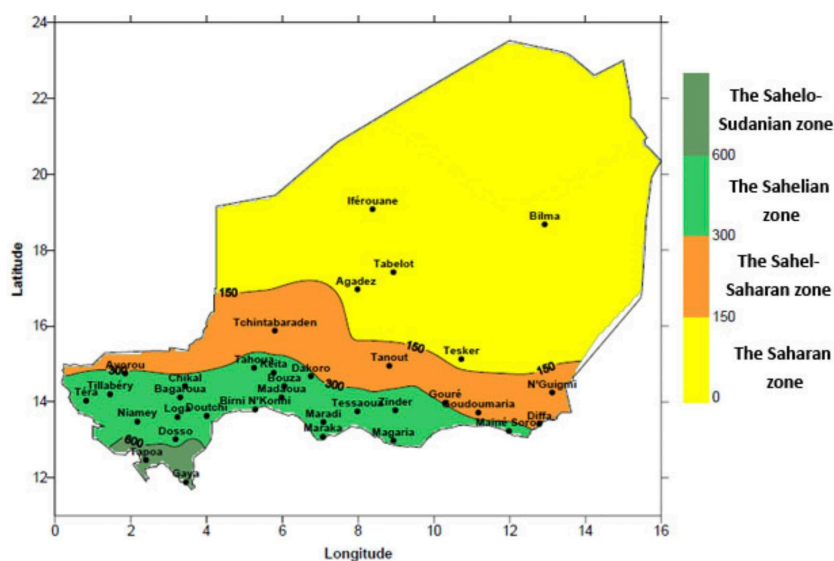 24
22
20
18
16
14
12
Latitude
0 2 4 6 8 10 12 14 16
Longitude
Iférouane
Bilma
Tabelot
Agadez
150
Tchintabaraden
150
Tesker
Tanout
150
N'Guigmi
Ayerou
300
Tahoua
Keita
Dakoro
300
Chikal
Bouza
Tillabéry
Bagaroua
Madaoua
Téra
Tessaoua
Zinder
Gouré
Goudoumaria
Loga
Doutchi
Birni N'Konni
Niamey
Maradi
Diffa
Mainé Soroa
Dosso
Maraka
Magaria
600
Tapoa
Gaya
The Sahelo-
Sudanian zone
600
The Sahelian
zone
300
The Sahel-
Saharan zone
150
The Saharan
zone
0